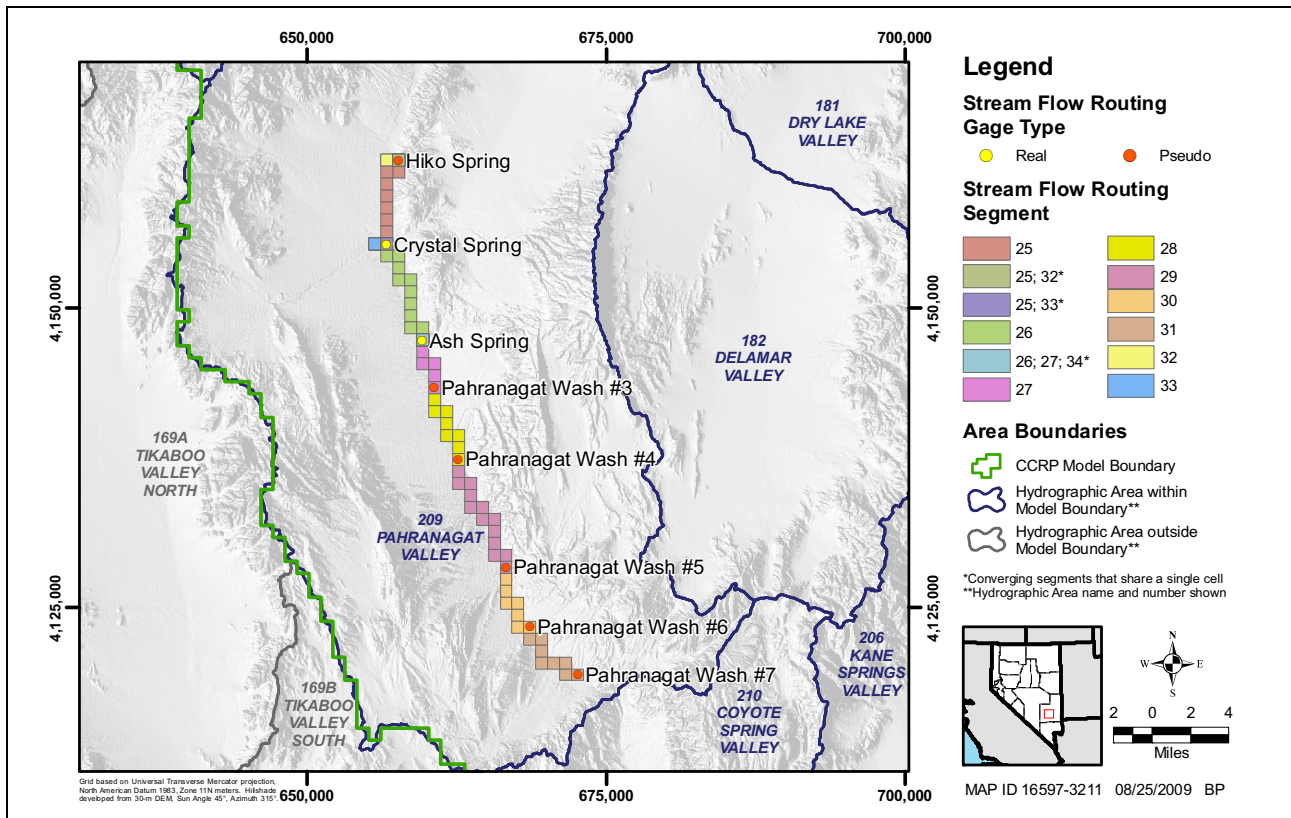 650,000
675,000
700,000
181
DRY LAKE
VALLEY
Hiko Spring
Crystal Spring
4,150,000
4,150,000
Ash Spring
182
DELAMAR
VALLEY
Pahranagat Wash #3
169A
TIKABOO
VALLEY
NORTH
Pahranagat Wash #4
209
PAHRANAGAT
VALLEY
Pahranagat Wash #5
4,125,000
4,125,000
Pahranagat Wash #6
206
KANE
SPRINGS
VALLEY
Pahranagat Wash #7
169B
TIKABOO
VALLEY
SOUTH
210
COYOTE
SPRING
VALLEY
Grid based on Universal Transverse Mercator projection,
North American Datum 1983, Zone 11N meters. Hillshade
developed from 30-m DEM, Sun Angle 45°, Azimuth 315°.
650,000
675,000
700,000
Legend
Stream Flow Routing
Gage Type
Real
Pseudo
Stream Flow Routing
Segment
25
25; 32*
25; 33*
26
26; 27; 34*
27
28
29
30
31
32
33
Area Boundaries
CCRP Model Boundary
Hydrographic Area within
Model Boundary**
Hydrographic Area outside
Model Boundary**
*Converging segments that share a single cell
**Hydrographic Area name and number shown
N
W
E
S
2 0 2 4
Miles
MAP ID 16597-3211 08/25/2009 BP